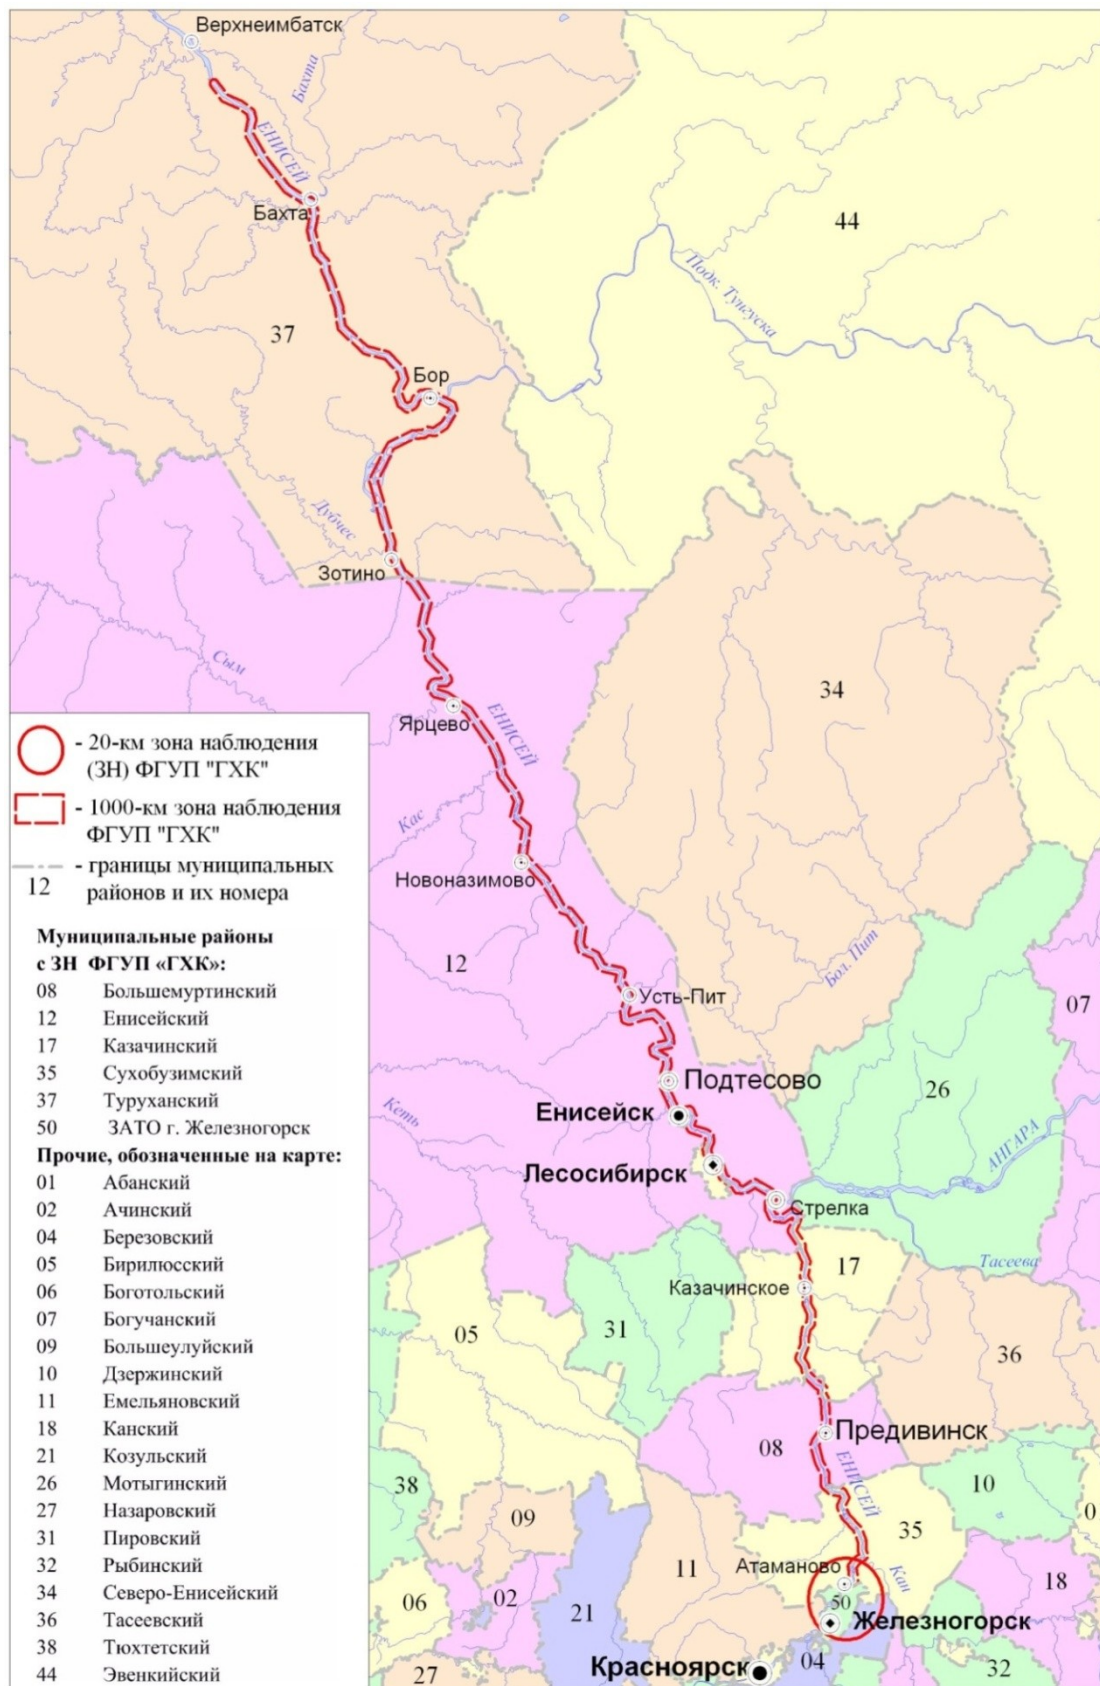 Верхнеимбатск
Бахта
ЕНИСЕЙ
Бахта
44
Подк. Тунгуска
37
Бор
Дубчес
Зотино
Сым
34
ЕНИСЕЙ
Ярцево
Кас
Новоназимово
12
Бол. Пит
Усть-Пит
07
Подтесово
26
Енисейск
Кеть
АНГАРА
Лесосибирск
Стрелка
Тасеева
17
Казачинское
31
05
36
Предивинск
08
ЕНИСЕЙ
38
10
09
35
0
Атаманово
Кан
11
18
06
02
21
50
Железногорск
Красноярск
04
32
27
- 20-км зона наблюдения
(ЗН) ФГУП "ГХК"
- 1000-км зона наблюдения
ФГУП "ГХК"
- границы муниципальных
12 районов и их номера
Муниципальные районы
с ЗН ФГУП «ГХК»:
08 Большемуртинский
12 Енисейский
17 Казачинский
35 Сухобузимский
37 Туруханский
50 ЗАТО г. Железногорск
Прочие, обозначенные на карте:
01 Абанский
02 Ачинский
04 Березовский
05 Бирилюсский
06 Боготольский
07 Богучанский
09 Большеулуйский
10 Дзержинский
11 Емельяновский
18 Канский
21 Козульский
26 Мотыгинский
27 Назаровский
31 Пировский
32 Рыбинский
34 Северо-Енисейский
36 Тасеевский
38 Тюхтетский
44 Эвенкийский